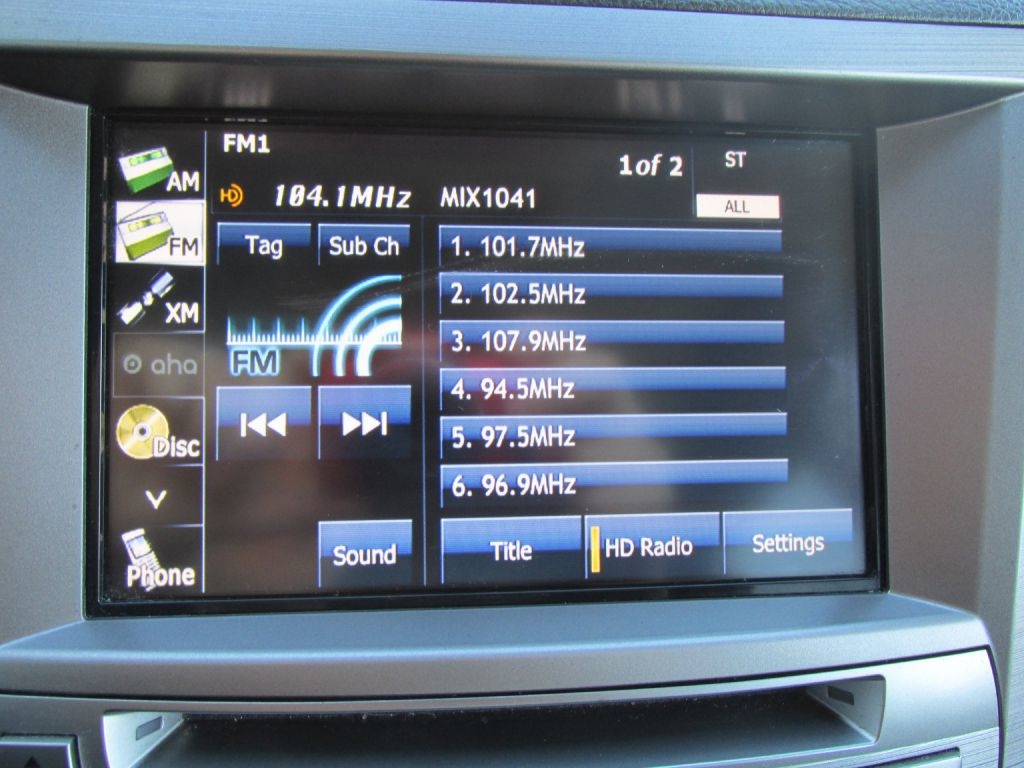 FM1
1of 2
ST
HD 104.1MHz MIX1041
ALL
AM
FM
XM
aha
Disc
Phone
Tag
Sub Ch
FM
Sound
1. 101.7MHz
2. 102.5MHz
3. 107.9MHz
4. 94.5MHz
5. 97.5MHz
6. 96.9MHz
Title
HD Radio
Settings